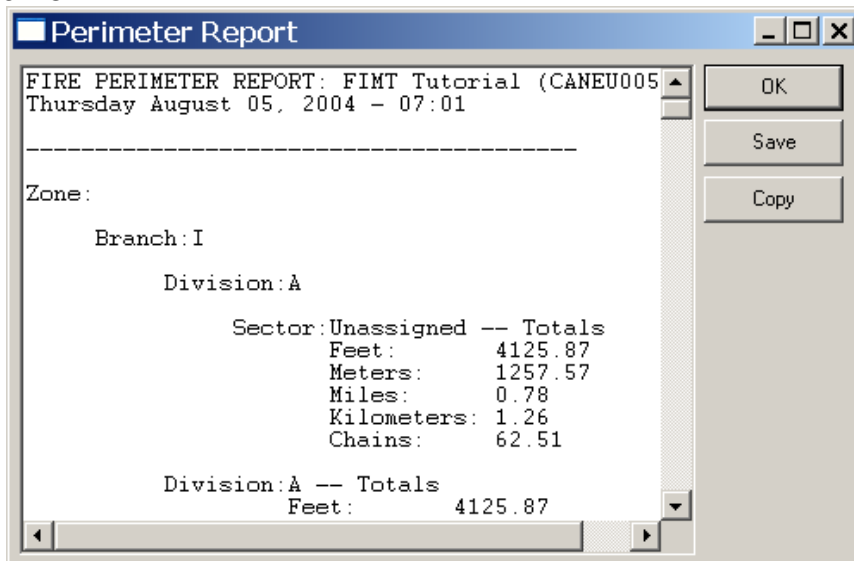 Perimeter Report
FIRE PERIMETER REPORT: FIMT Tutorial (CANEU005
Thursday August 05, 2004 - 07:01
----------------------------------------
Zone:
Branch:I
Division:A
Sector:Unassigned -- Totals
Feet: 4125.87
Meters: 1257.57
Miles: 0.78
Kilometers: 1.26
Chains: 62.51
Division:A -- Totals
Feet: 4125.87
OK
Save
Copy